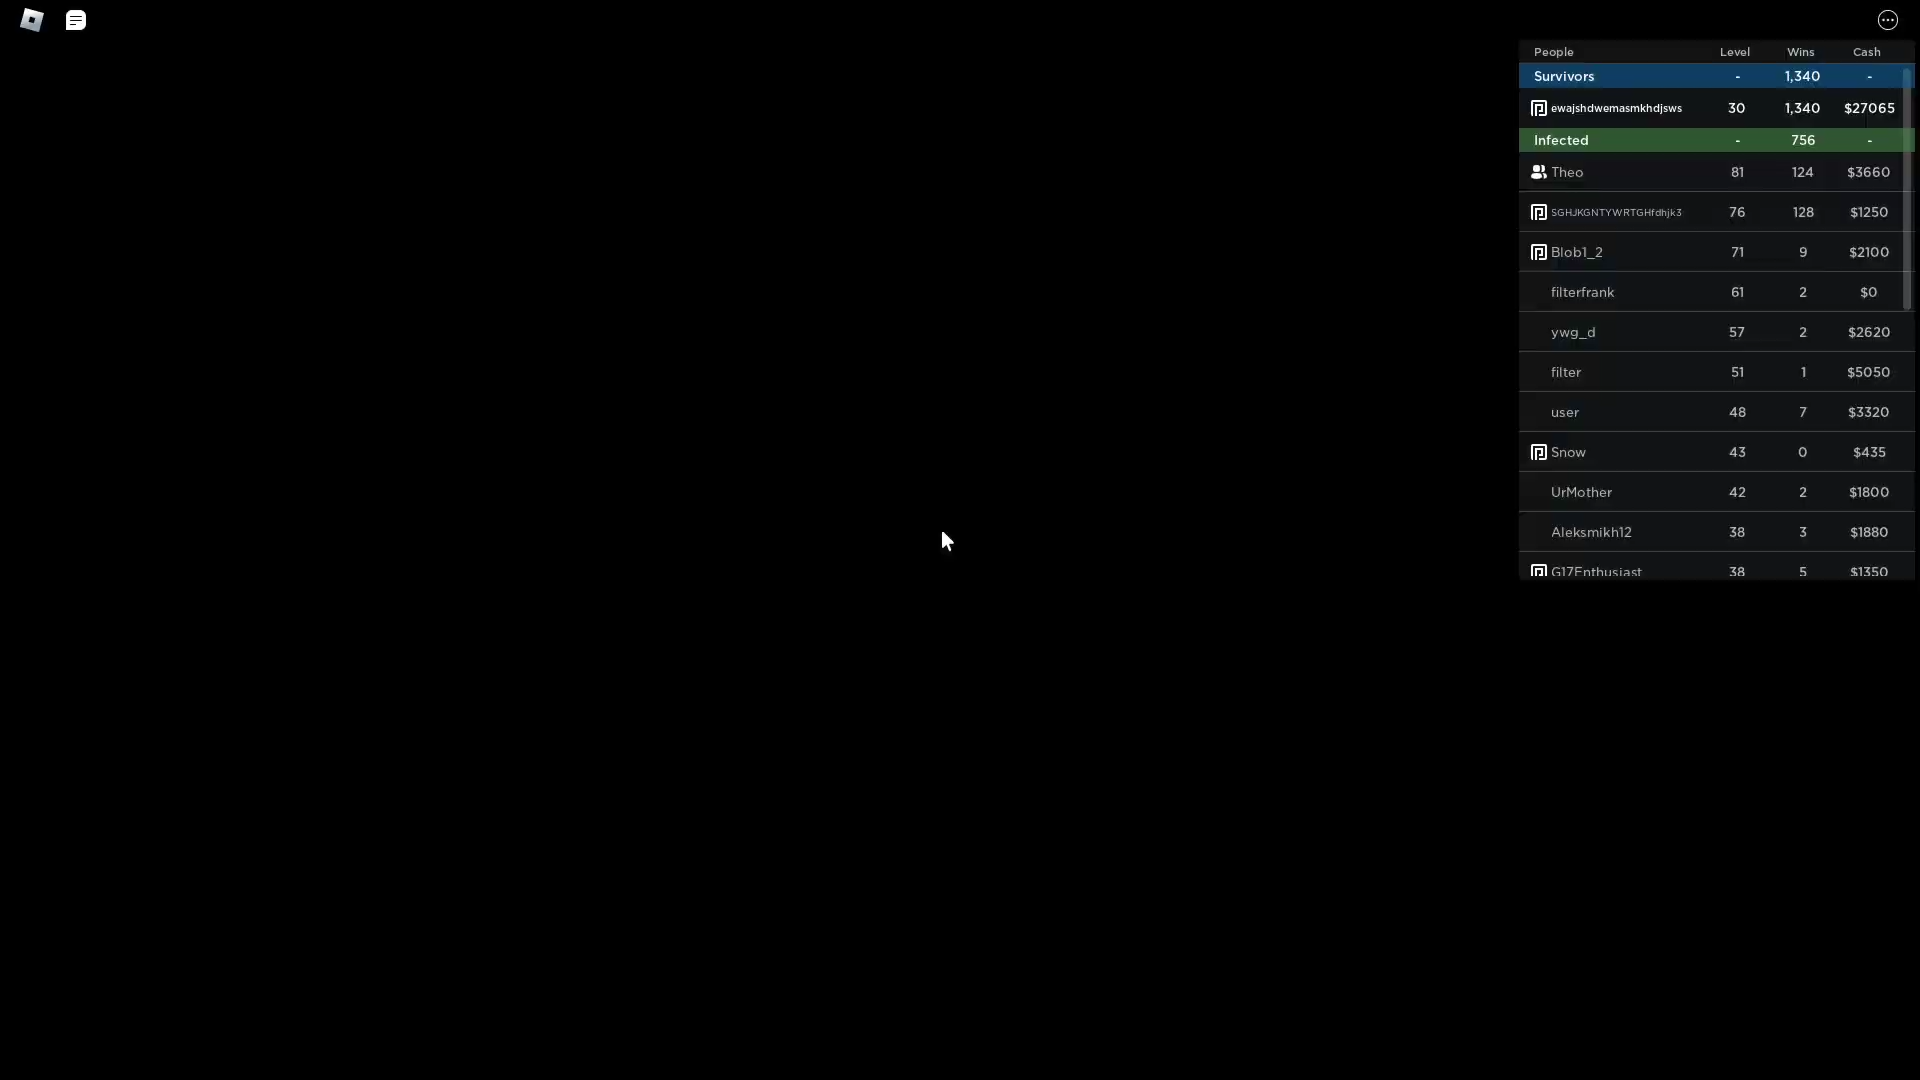 People Level Wins Cash
Survivors - 1,340 -
ewajshdwemasmkhdjsws 30 1,340 $27065
Infected - 756 -
Theo 81 124 $3660
SGHJKGNTYWRTGHfdhjk3 76 128 $1250
Blob1_2 71 9 $2100
filterfrank 61 2 $0
ywg_d 57 2 $2620
filter 51 1 $5050
user 48 7 $3320
Snow 43 0 $435
UrMother 42 2 $1800
Aleksmikh12 38 3 $1880
G17Enthusiast 38 5 $1350